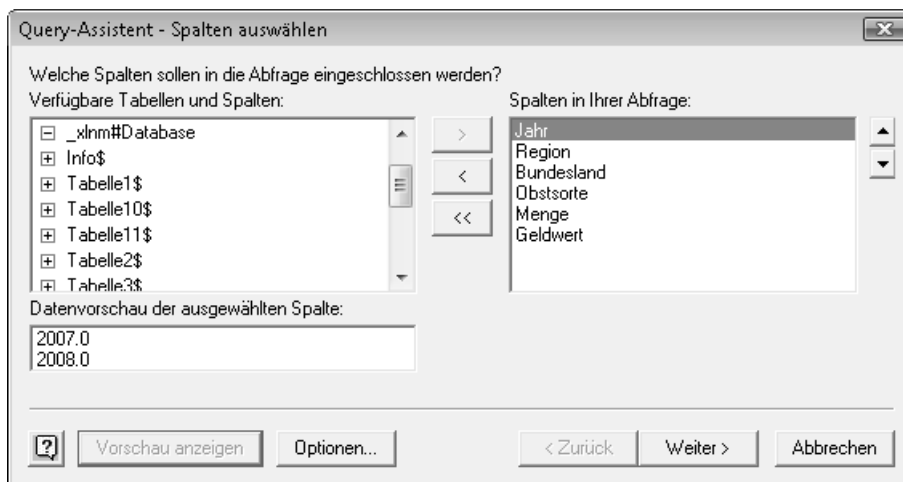 Query-Assistent - Spalten auswählen
Welche Spalten sollen in die Abfrage eingeschlossen werden?
Verfügbare Tabellen und Spalten:
_xlnm#Database
Info$
Tabelle1$
Tabelle10$
Tabelle11$
Tabelle2$
Tabelle3$
>
<
<<
Spalten in Ihrer Abfrage:
Jahr
Region
Bundesland
Obstsorte
Menge
Geldwert
Datenvorschau der ausgewählten Spalte:
2007.0
2008.0
Vorschau anzeigen
Optionen...
< Zurück
Weiter >
Abbrechen